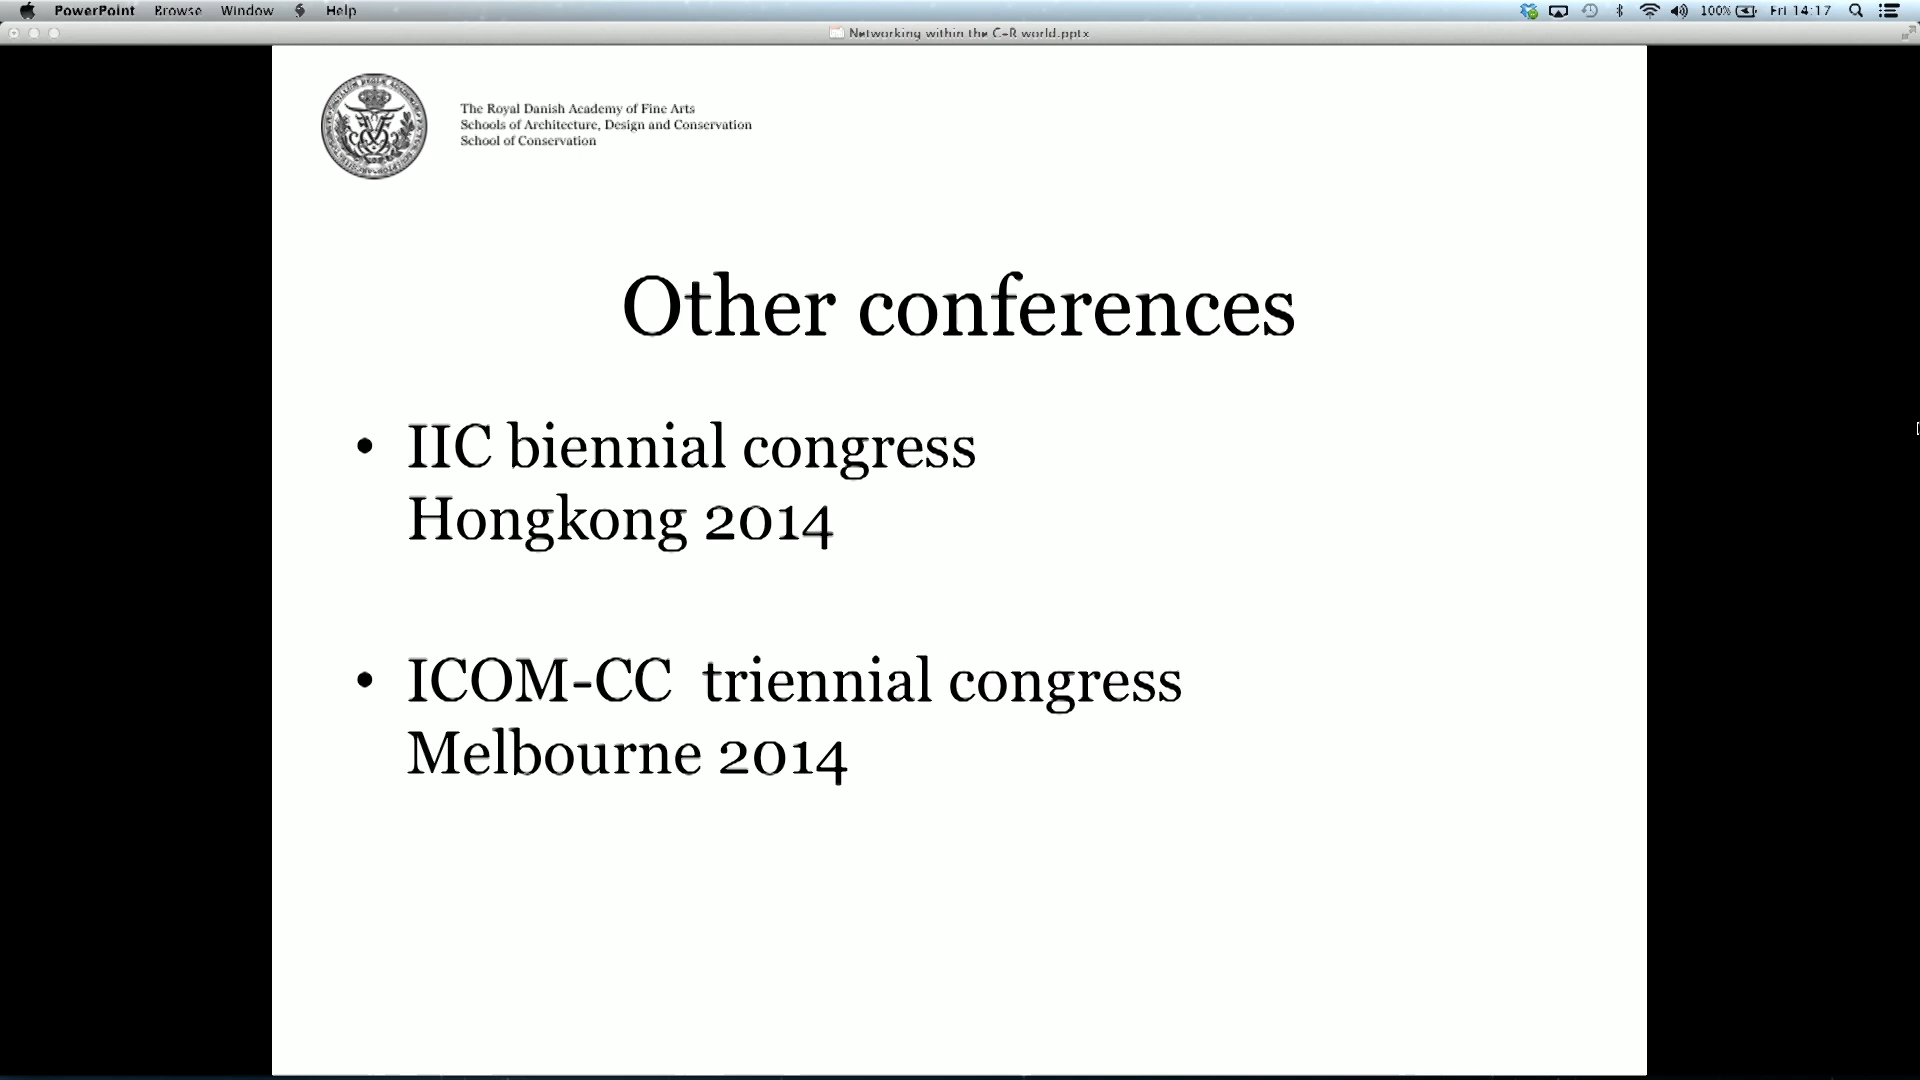 PowerPoint Browse Window Help 100% Fri 14:17
Networking within the C-R world.pptx
The Royal Danish Academy of Fine Arts
Schools of Architecture, Design and Conservation
School of Conservation
Other conferences
• IIC biennial congress
Hongkong 2014
• ICOM-CC triennial congress
Melbourne 2014